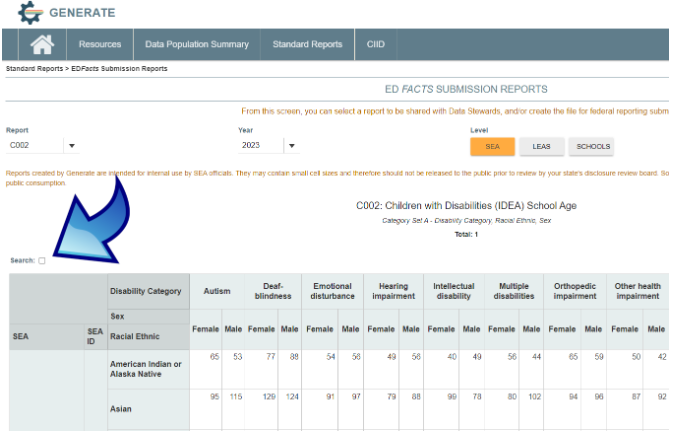 GENERATE
Resources Data Population Summary Standard Reports CIID
Standard Reports > EDFacts Submission Reports
ED FACTS SUBMISSION REPORTS
From this screen, you can select a report to be shared with Data Stewards, and/or create the file for federal reporting subm
Report Year Level
C002 2023 SEA LEAS SCHOOLS
Reports created by Generate are intended for internal use by SEA officials. They may contain small cell sizes and therefore should not be released to the public prior to review by your state's disclosure review board. So
public consumption.
C002: Children with Disabilities (IDEA) School Age
Category Set A - Disability Category, Racial Ethnic, Sex
Total: 1
Search:
Disability Category Autism Deaf-blindness Emotional disturbance Hearing impairment Intellectual disability Multiple disabilities Orthopedic impairment Other health impairment
Sex
SEA SEA ID Racial Ethnic Female Male Female Male Female Male Female Male Female Male Female Male Female Male Female Male
American Indian or Alaska Native 65 53 77 88 54 56 49 56 40 49 56 44 65 59 50 42
Asian 95 115 129 124 91 97 79 88 99 78 80 102 94 96 87 92